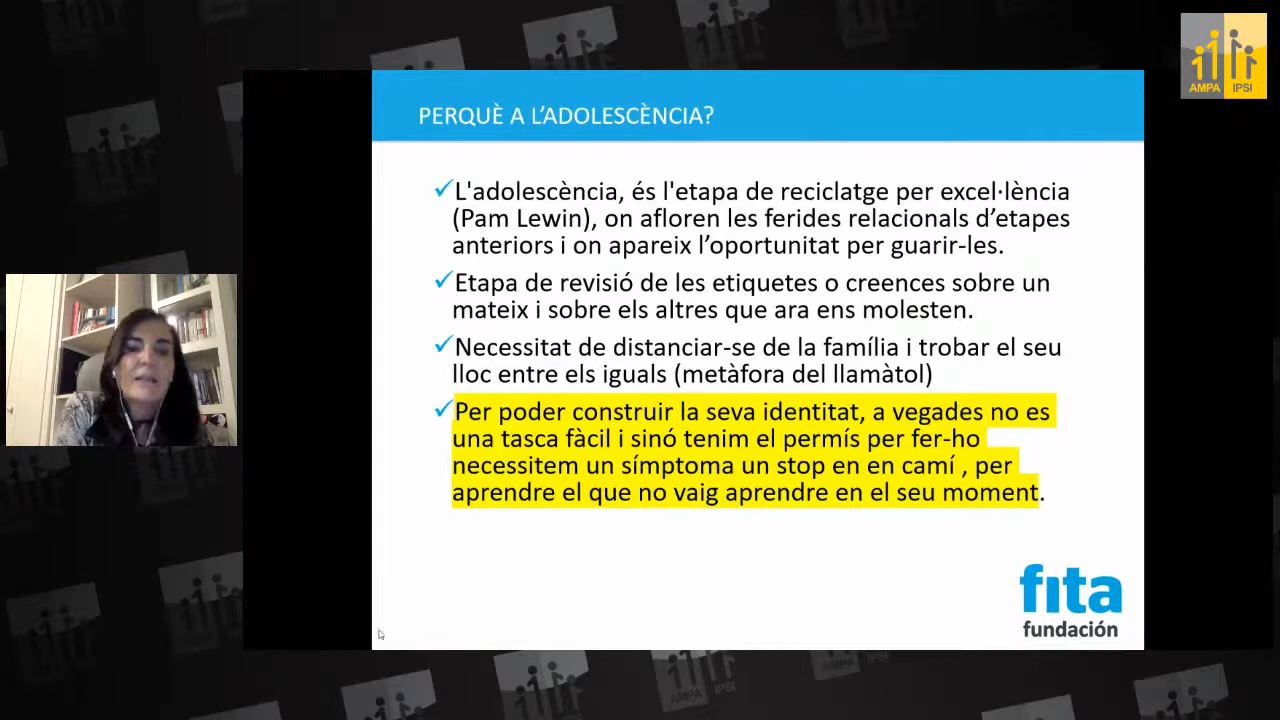 AMPA IPSI
PERQUÈ A L’ADOLESCÈNCIA?
L'adolescència, és l'etapa de reciclatge per excel·lència
(Pam Lewin), on afloren les ferides relacionals d’etapes
anteriors i on apareix l’oportunitat per guarir-les.
Etapa de revisió de les etiquetes o creences sobre un
mateix i sobre els altres que ara ens molesten.
Necessitat de distanciar-se de la família i trobar el seu
lloc entre els iguals (metàfora del llamàtol)
Per poder construir la seva identitat, a vegades no es
una tasca fàcil i sinó tenim el permís per fer-ho
necessitem un símptoma un stop en en camí , per
aprendre el que no vaig aprendre en el seu moment.
fita
fundación